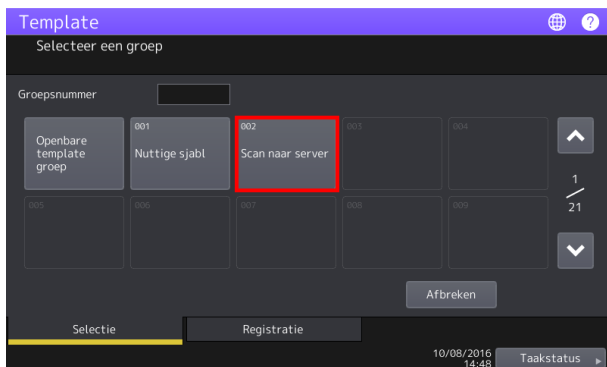 Template
Selecteer een groep
Groepsnummer
Openbare
template
groep
001
Nuttige sjabl
002
Scan naar server
003
004
1
21
005
006
007
008
009
Afbreken
Selectie
Registratie
10/08/2016
14:48
Taakstatus